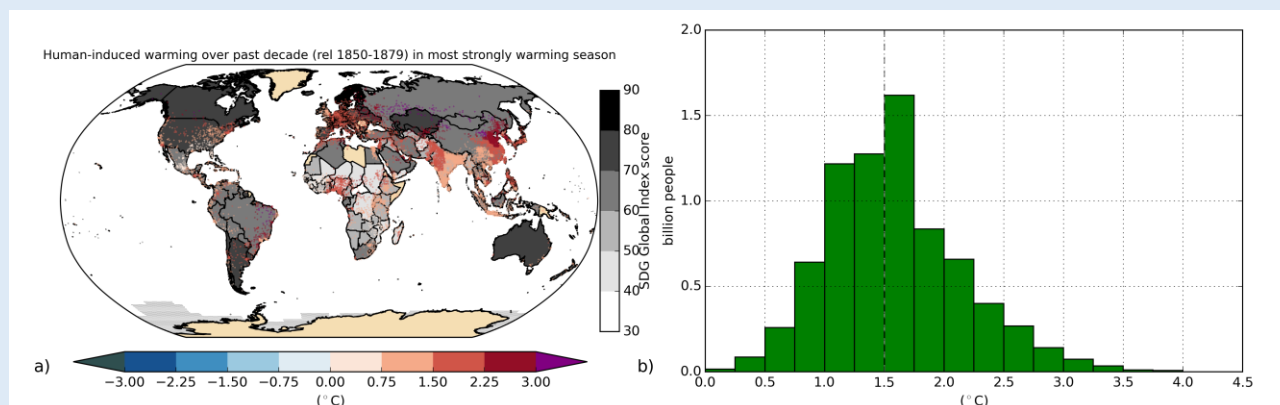 Human-induced warming over past decade (rel 1850-1879) in most strongly warming season
90
80
70
60
50
40
30
SDG Global Index score
a)
−3.00 −2.25 −1.50 −0.75 0.00 0.75 1.50 2.25 3.00
(°C)
2.0
1.5
1.0
0.5
0.0
billion people
b)
0.0 0.5 1.0 1.5 2.0 2.5 3.0 3.5 4.0 4.5
(°C)